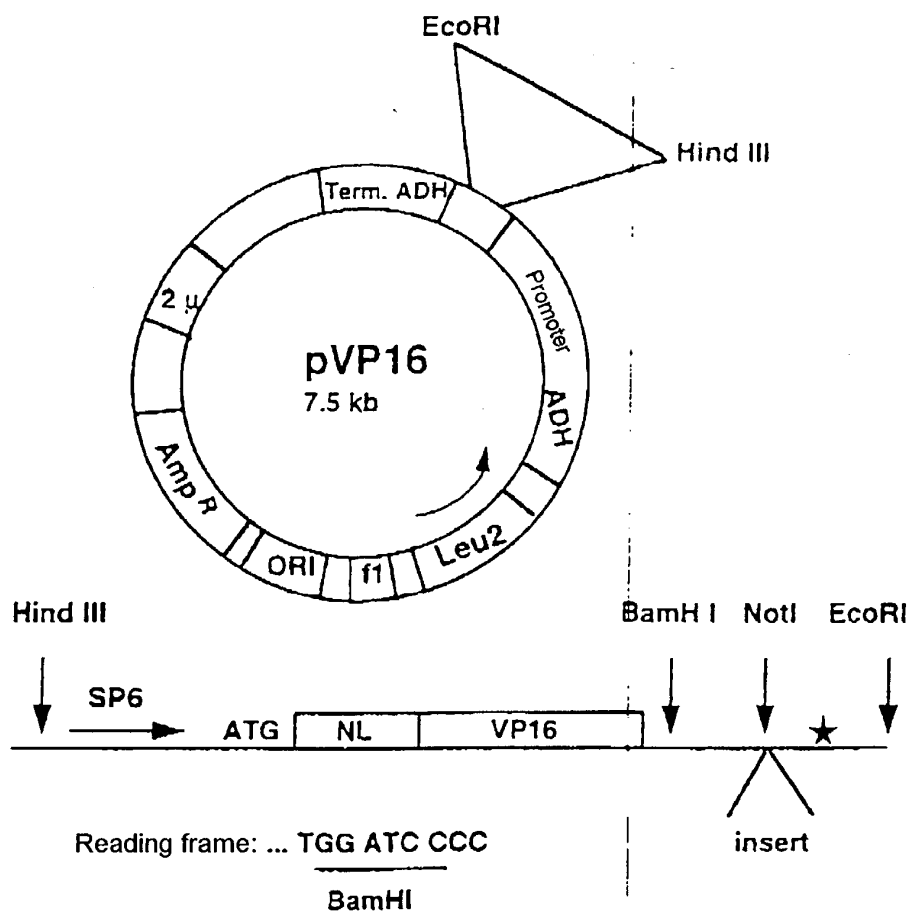 EcoRI
Hind III
Term. ADH
Promoter
ADH
2 µ
pVP16
7.5 kb
Amp R
ORI
f1
Leu2
Hind III
BamH I NotI EcoRI
SP6
ATG NL VP16
insert
Reading frame: ... TGG ATC CCC
BamHI